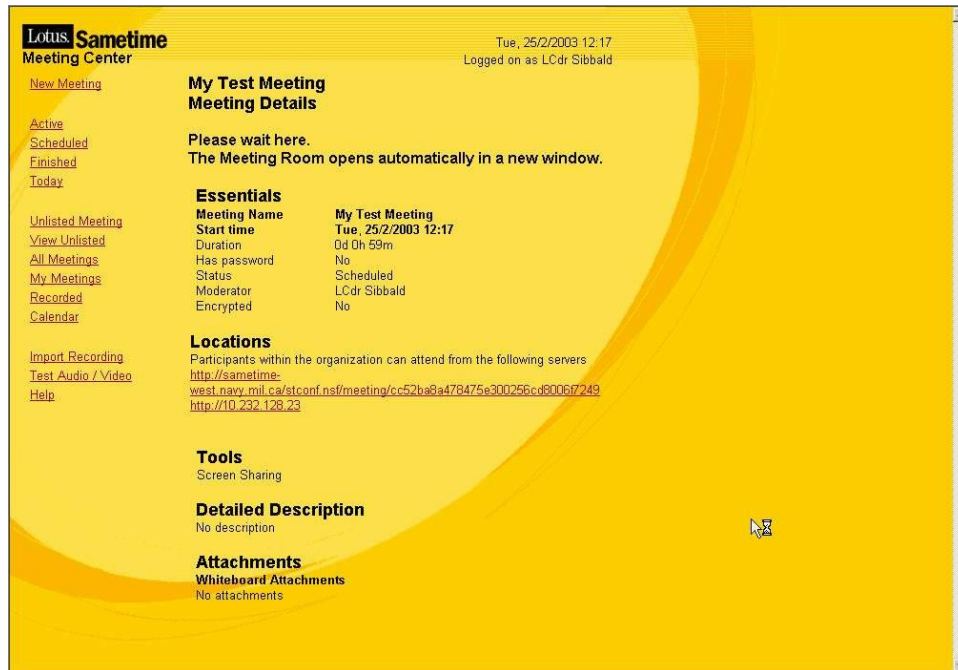 Lotus. Sametime
Meeting Center
Tue, 25/2/2003 12:17
Logged on as LCdr Sibbald
New Meeting
Active
Scheduled
Finished
Today
Unlisted Meeting
View Unlisted
All Meetings
My Meetings
Recorded
Calendar
Import Recording
Test Audio / Video
Help
My Test Meeting
Meeting Details
Please wait here.
The Meeting Room opens automatically in a new window.
Essentials
Meeting Name My Test Meeting
Start time Tue, 25/2/2003 12:17
Duration 0d 0h 59m
Has password No
Status Scheduled
Moderator LCdr Sibbald
Encrypted No
Locations
Participants within the organization can attend from the following servers
http://sametime-
west.navy.mil.ca/stconf.nsf/meeting/cc52ba8a478475e300256cd8006f7249
http://10.232.128.23
Tools
Screen Sharing
Detailed Description
No description
Attachments
Whiteboard Attachments
No attachments